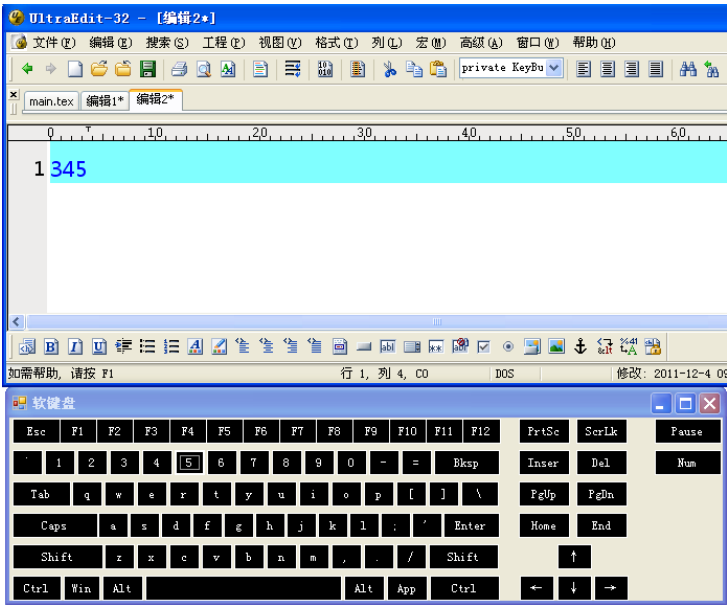 UltraEdit-32 - [编辑2*]
文件(F) 编辑(E) 搜索(S) 工程(P) 视图(V) 格式(T) 列(L) 宏(M) 高级(A) 窗口(W) 帮助(H)
private KeyBu
main.tex 编辑1* 编辑2*
0 10 20 30 40 50 60
1 345
如需帮助, 请按 F1 行 1, 列 4, C0 DOS 修改: 2011-12-4 09
软键盘
Esc F1 F2 F3 F4 F5 F6 F7 F8 F9 F10 F11 F12 PrtSc ScrLk Pause
` 1 2 3 4 5 6 7 8 9 0 - = Bksp Inser Del Num
Tab q w e r t y u i o p [ ] \ PgUp PgDn
Caps a s d f g h j k l ; ' Enter Home End
Shift z x c v b n m , . / Shift ↑
Ctrl Win Alt Alt App Ctrl ← ↓ →